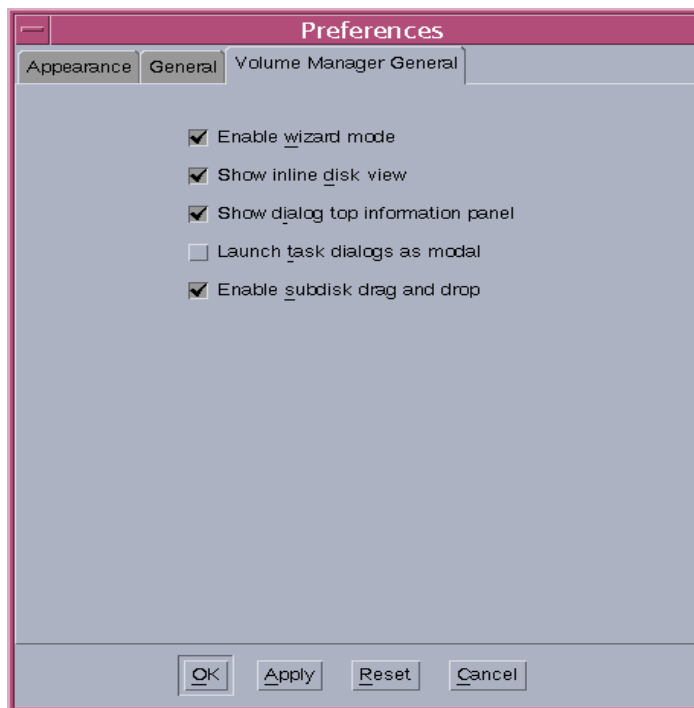 Preferences
Appearance General Volume Manager General
Enable wizard mode
Show inline disk view
Show dialog top information panel
Launch task dialogs as modal
Enable subdisk drag and drop
OK Apply Reset Cancel